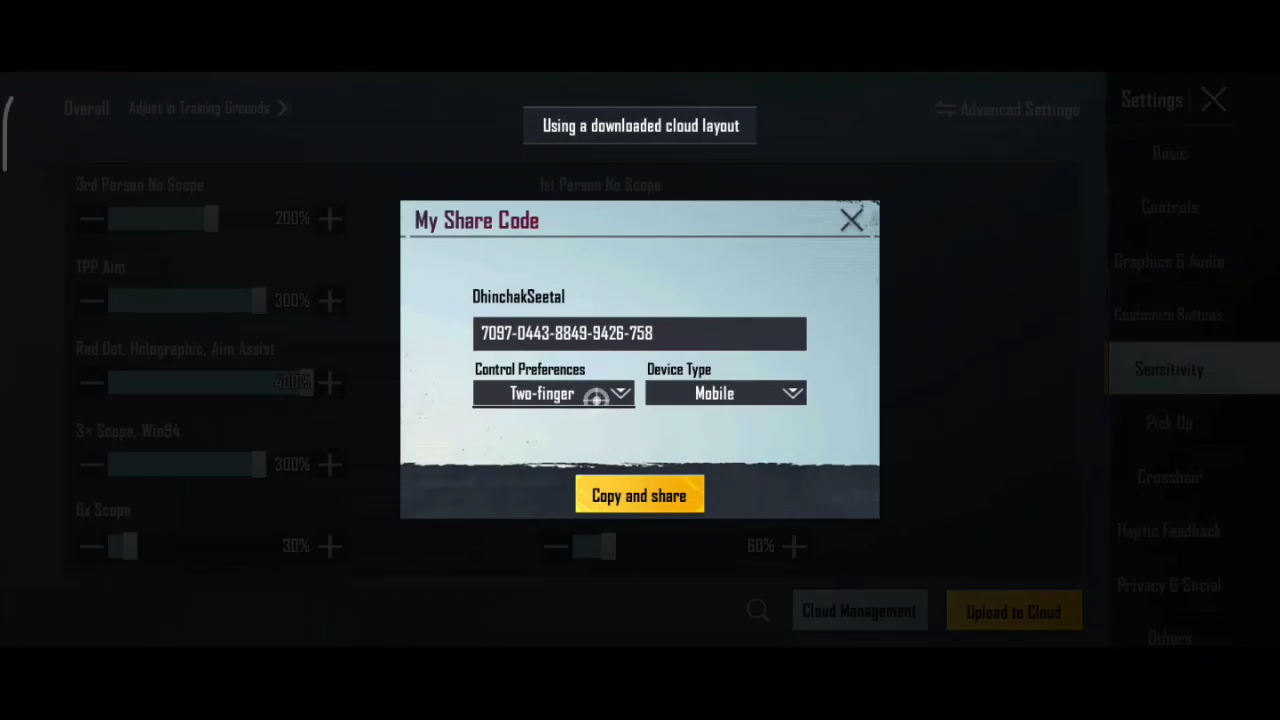 Overall Adjust in Training Grounds
Advanced Settings
Settings
Using a downloaded cloud layout
Basic
3rd Person No Scope
1st Person No Scope
200%
My Share Code
Controls
TPP Aim
300%
Graphics & Audio
DhinchakSeetal
7097-0443-8849-9426-758
Customize Buttons
Red Dot, Holographic, Aim Assist
400%
Control Preferences
Device Type
Two-finger
Mobile
Sensitivity
3× Scope, Win94
300%
Pick Up
Crosshair
Copy and share
6x Scope
30%
60%
Haptic Feedback
Privacy & Social
Cloud Management
Upload to Cloud
Others